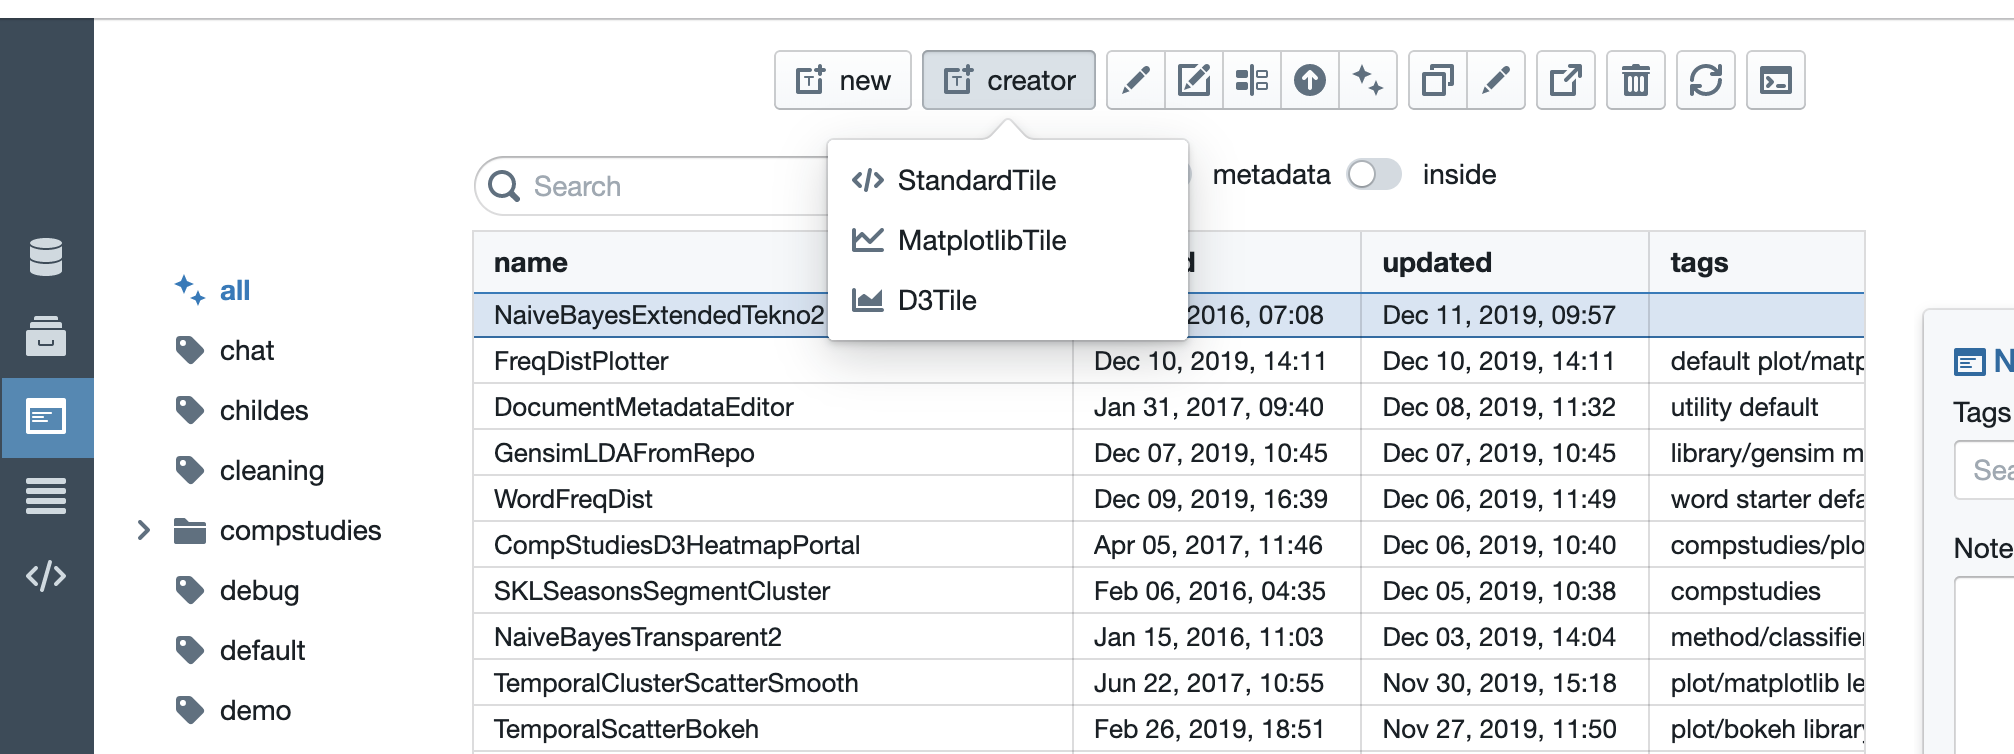 new creator
StandardTile
MatplotlibTile
D3Tile
Search metadata inside
all
chat
childes
cleaning
compstudies
debug
default
demo
name updated tags
NaiveBayesExtendedTekno2 2016, 07:08 Dec 11, 2019, 09:57
FreqDistPlotter Dec 10, 2019, 14:11 Dec 10, 2019, 14:11 default plot/matp
DocumentMetadataEditor Jan 31, 2017, 09:40 Dec 08, 2019, 11:32 utility default
GensimLDAFromRepo Dec 07, 2019, 10:45 Dec 07, 2019, 10:45 library/gensim m
WordFreqDist Dec 09, 2019, 16:39 Dec 06, 2019, 11:49 word starter defa
CompStudiesD3HeatmapPortal Apr 05, 2017, 11:46 Dec 06, 2019, 10:40 compstudies/plo
SKLSeasonsSegmentCluster Feb 06, 2016, 04:35 Dec 05, 2019, 10:38 compstudies
NaiveBayesTransparent2 Jan 15, 2016, 11:03 Dec 03, 2019, 14:04 method/classifie
TemporalClusterScatterSmooth Jun 22, 2017, 10:55 Nov 30, 2019, 15:18 plot/matplotlib le
TemporalScatterBokeh Feb 26, 2019, 18:51 Nov 27, 2019, 11:50 plot/bokeh library
N
Tags
Sea
Note